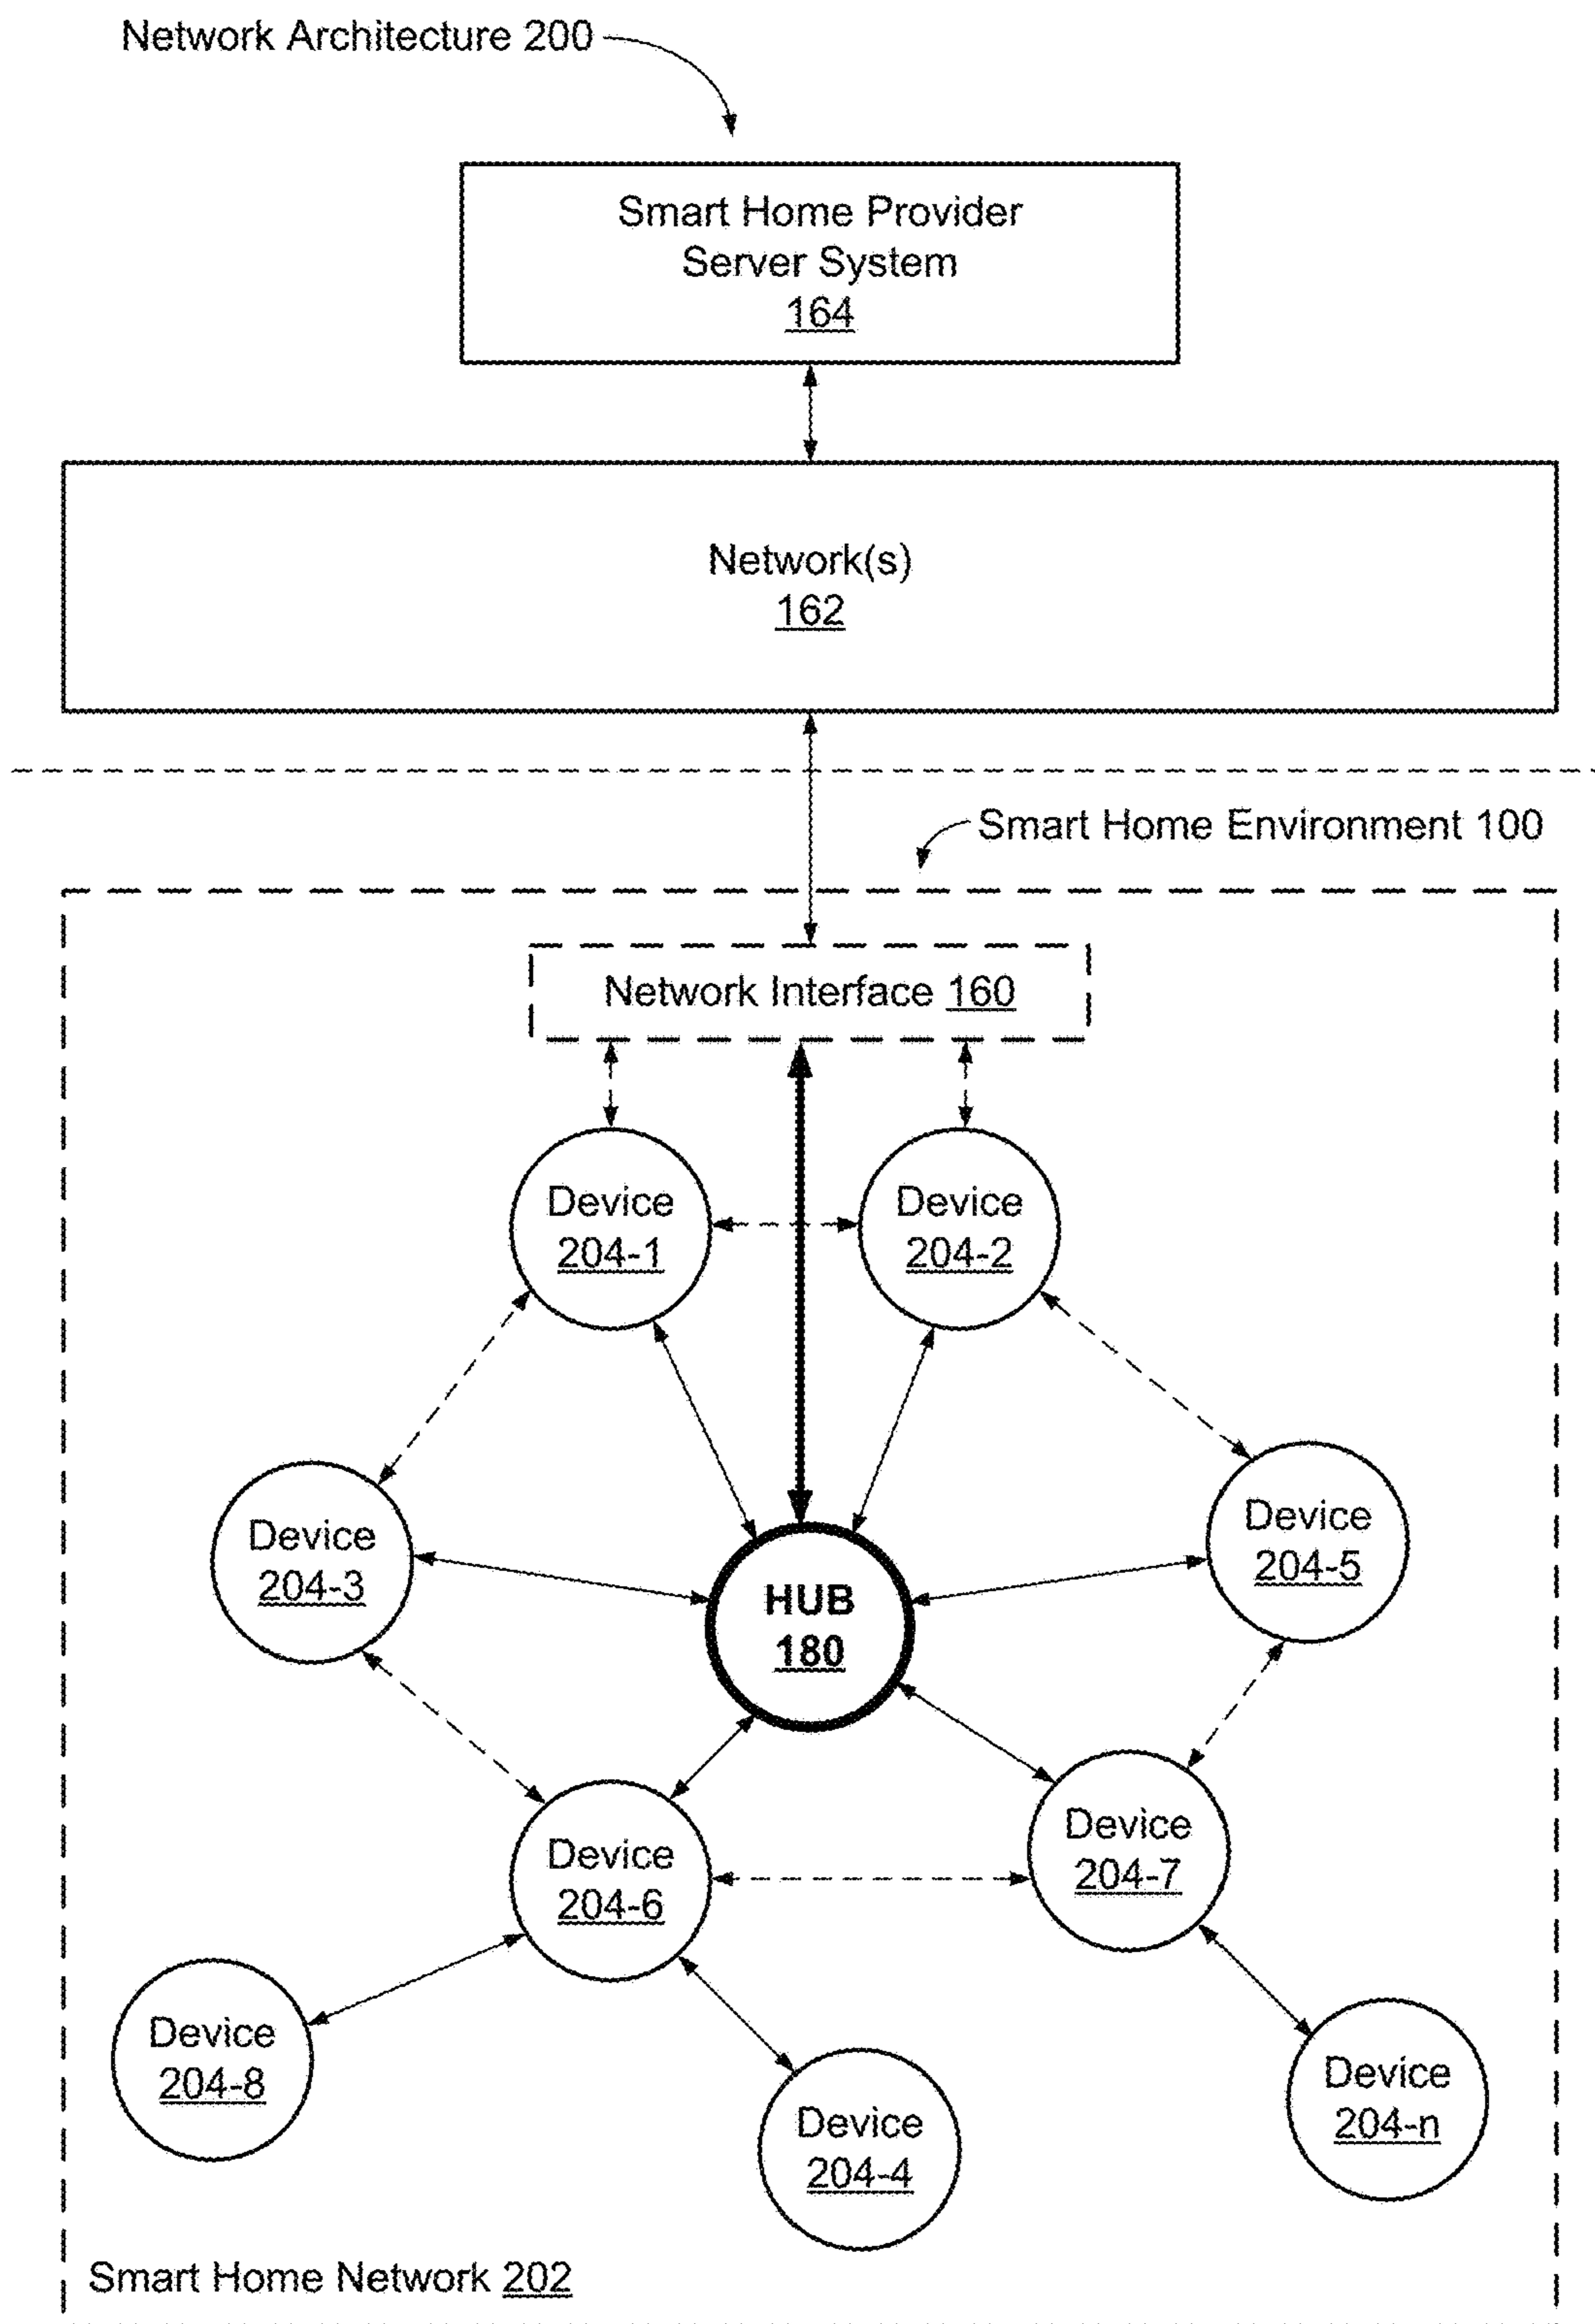 Network Architecture 200
Smart Home Provider
Server System
164
Network(s)
162
Smart Home Environment 100
Network Interface 160
Device
204-1
Device
204-2
Device
204-3
Device
204-5
HUB
180
Device
204-6
Device
204-7
Device
204-8
Device
204-4
Device
204-n
Smart Home Network 202